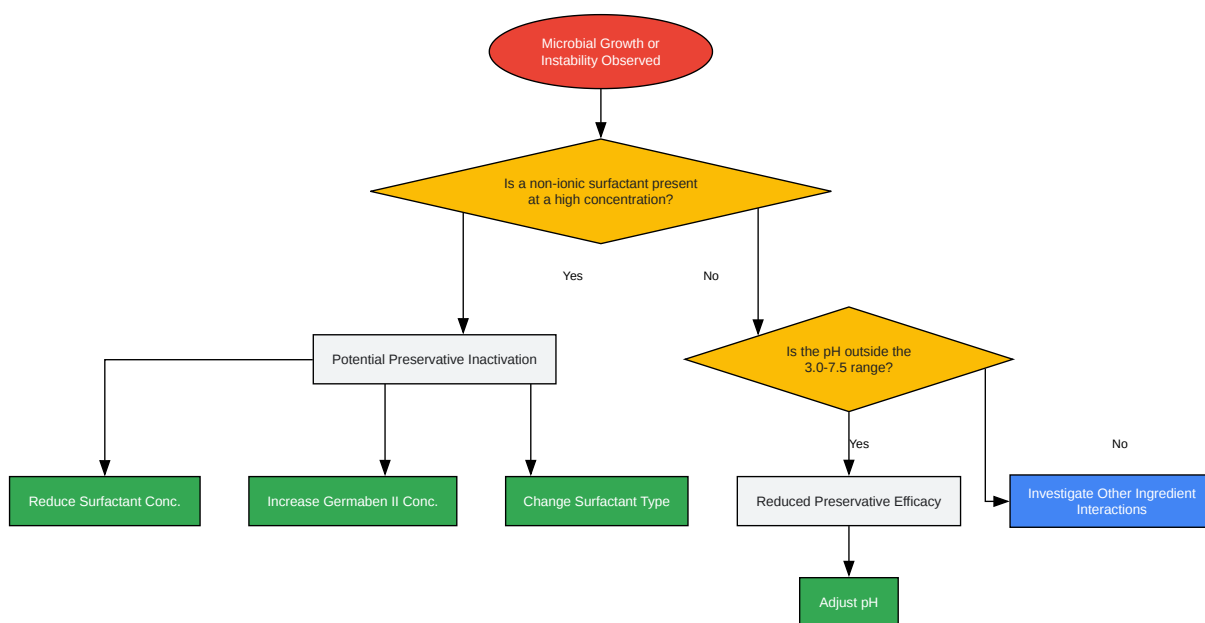 Microbial Growth or
Instability Observed
Is a non-ionic surfactant present
at a high concentration?
Yes
No
Potential Preservative Inactivation
Is the pH outside the
3.0-7.5 range?
Yes
No
Reduce Surfactant Conc.
Increase Germaben II Conc.
Change Surfactant Type
Reduced Preservative Efficacy
Investigate Other Ingredient
Interactions
Adjust pH